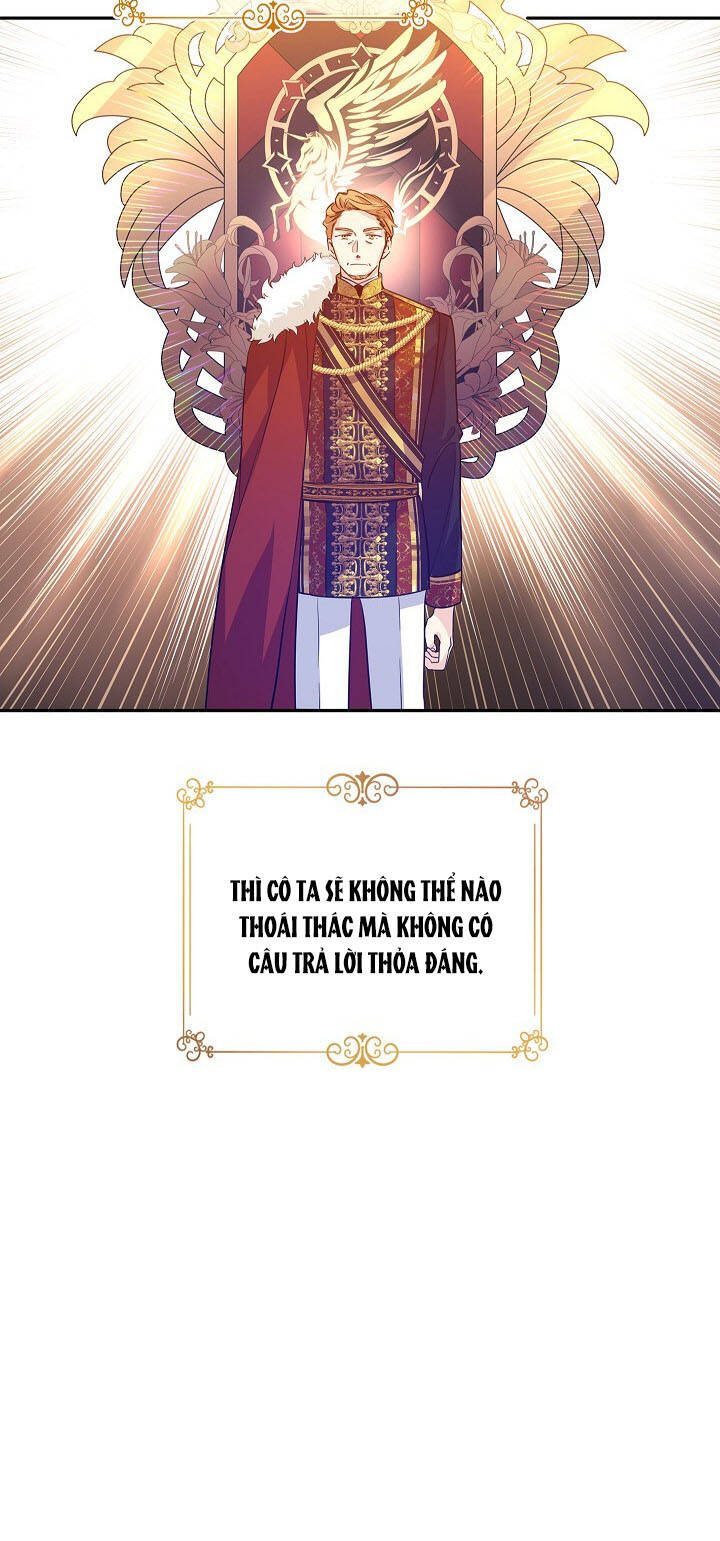 THÌ CÔ TA SẼ KHÔNG THỂ NÀO
THOÁI THÁC MÀ KHÔNG CÓ
CÂU TRẢ LỜI THỎA ĐÁNG.